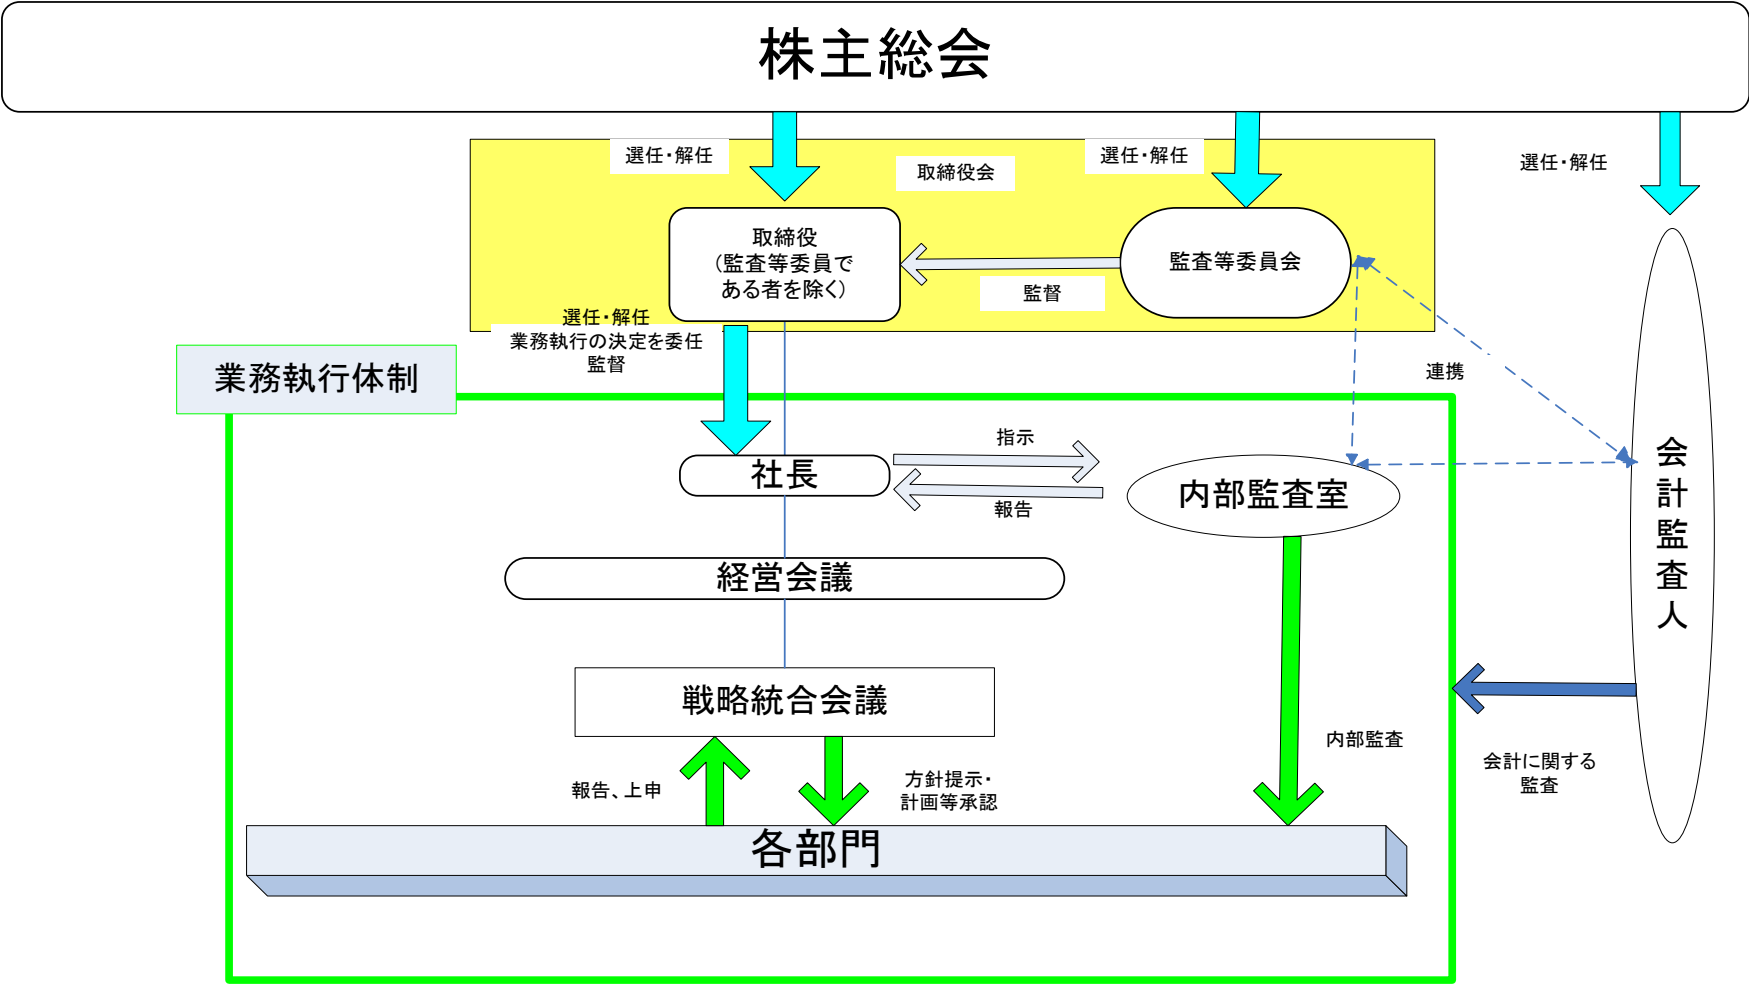 株主総会
選任・解任
選任・解任
選任・解任
取締役会
取締役
(監査等委員で
ある者を除く)
監査等委員会
監督
選任・解任
業務執行の決定を委任
監督
業務執行体制
連携
社長
指示
報告
内部監査室
会計監査人
経営会議
戦略統合会議
内部監査
会計に関する
監査
報告、上申
方針提示・
計画等承認
各部門